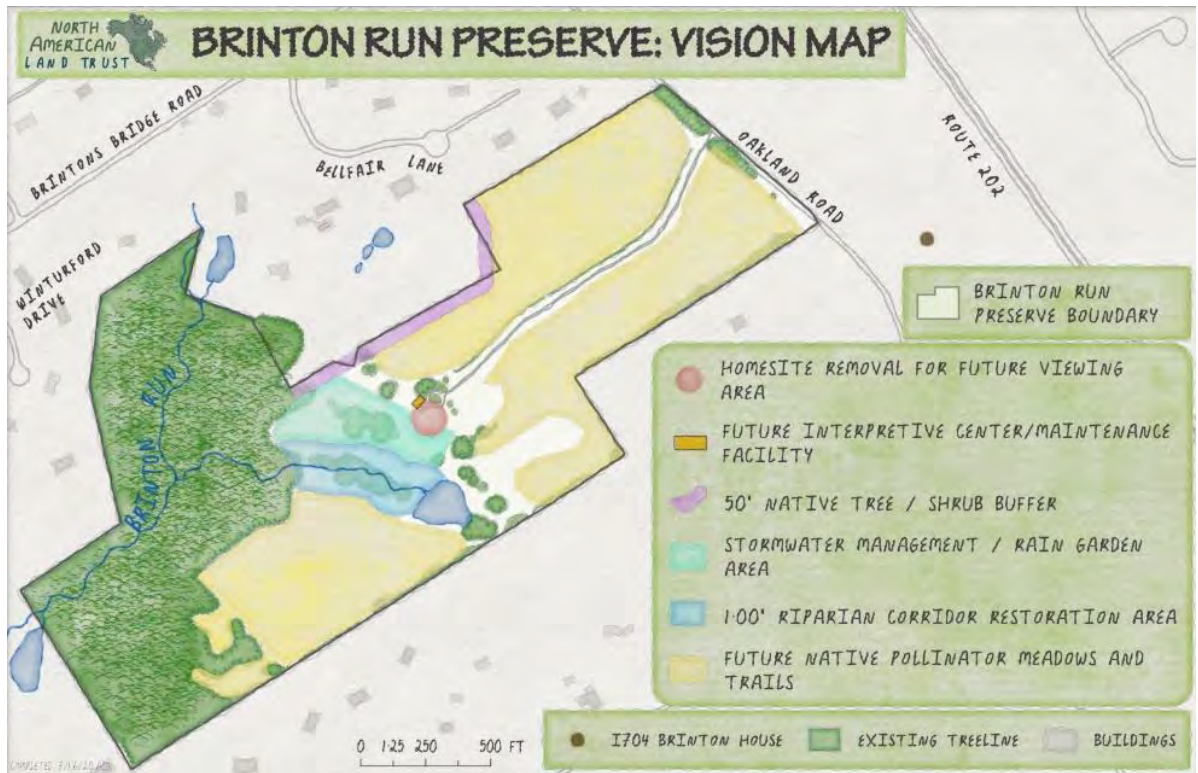 NORTH
AMERICAN
LAND TRUST
BRINTON RUN PRESERVE: VISION MAP
BRINTONS BRIDGE ROAD
BELLFAIR LANE
OAKLAND ROAD
ROUTE 202
WINTURFORD
DRIVE
BRINTON RUN
BRINTON RUN
PRESERVE BOUNDARY
HOMESITE REMOVAL FOR FUTURE VIEWING
AREA
FUTURE INTERPRETIVE CENTER/MAINTENANCE
FACILITY
50' NATIVE TREE / SHRUB BUFFER
STORMWATER MANAGEMENT / RAIN GARDEN
AREA
100' RIPARIAN CORRIDOR RESTORATION AREA
FUTURE NATIVE POLLINATOR MEADOWS AND
TRAILS
0 125 250 500 FT
1704 BRINTON HOUSE
EXISTING TREELINE
BUILDINGS